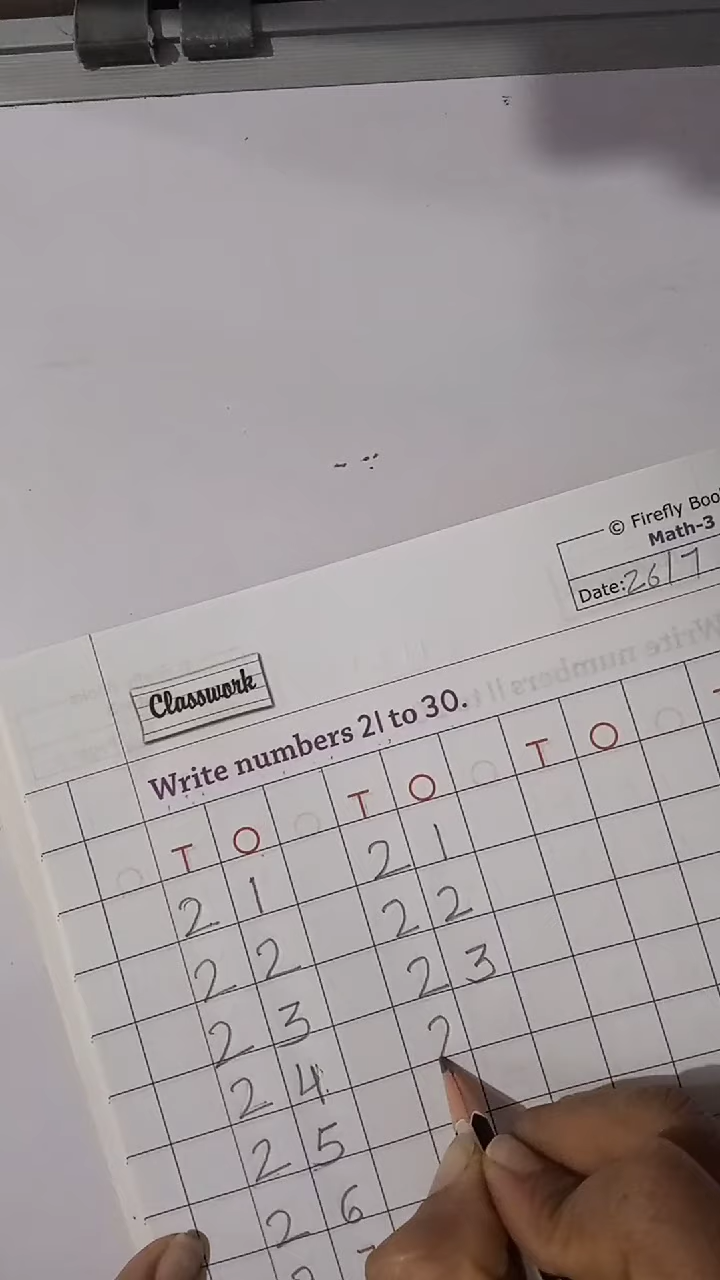 © Firefly Boo
Math-3
Date: 26/7
Classwork
Write numbers 21 to 30.
T O T O T O
2 1 2 1
2 2 2 2
2 3 2 3
2 4 2
2 5
2 6